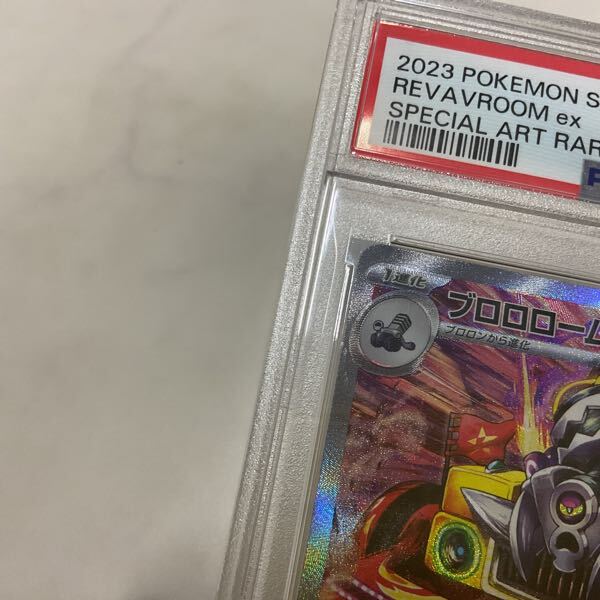 2023 POKEMON S
REVAVROOM ex
SPECIAL ART RAR
1進化
ブロロローム
ブロロンから進化